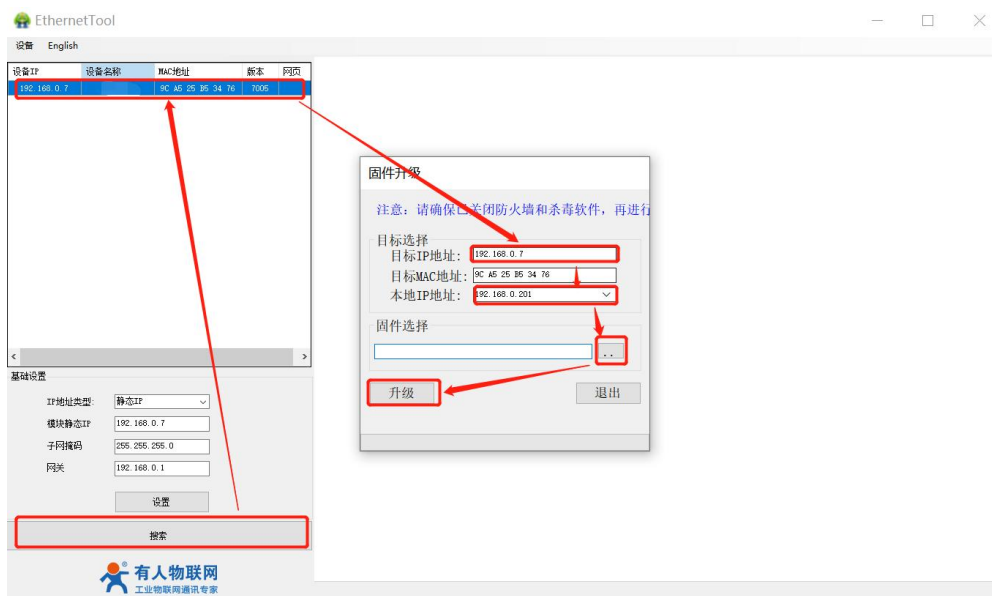 EthernetTool
设备 English
设备IP 设备名称 MAC地址 版本 网页
192.168.0.7 9C A5 25 B5 34 76 7005
固件升级
注意：请确保已关闭防火墙和杀毒软件，再进行
目标选择
目标IP地址： 192.168.0.7
目标MAC地址： 9C A5 25 B5 34 76
本地IP地址： 192.168.0.201
固件选择
..
升级 退出
基础设置
IP地址类型: 静态IP
模块静态IP 192.168.0.7
子网掩码 255.255.255.0
网关 192.168.0.1
设置
搜索
有人物联网
工业物联网通讯专家